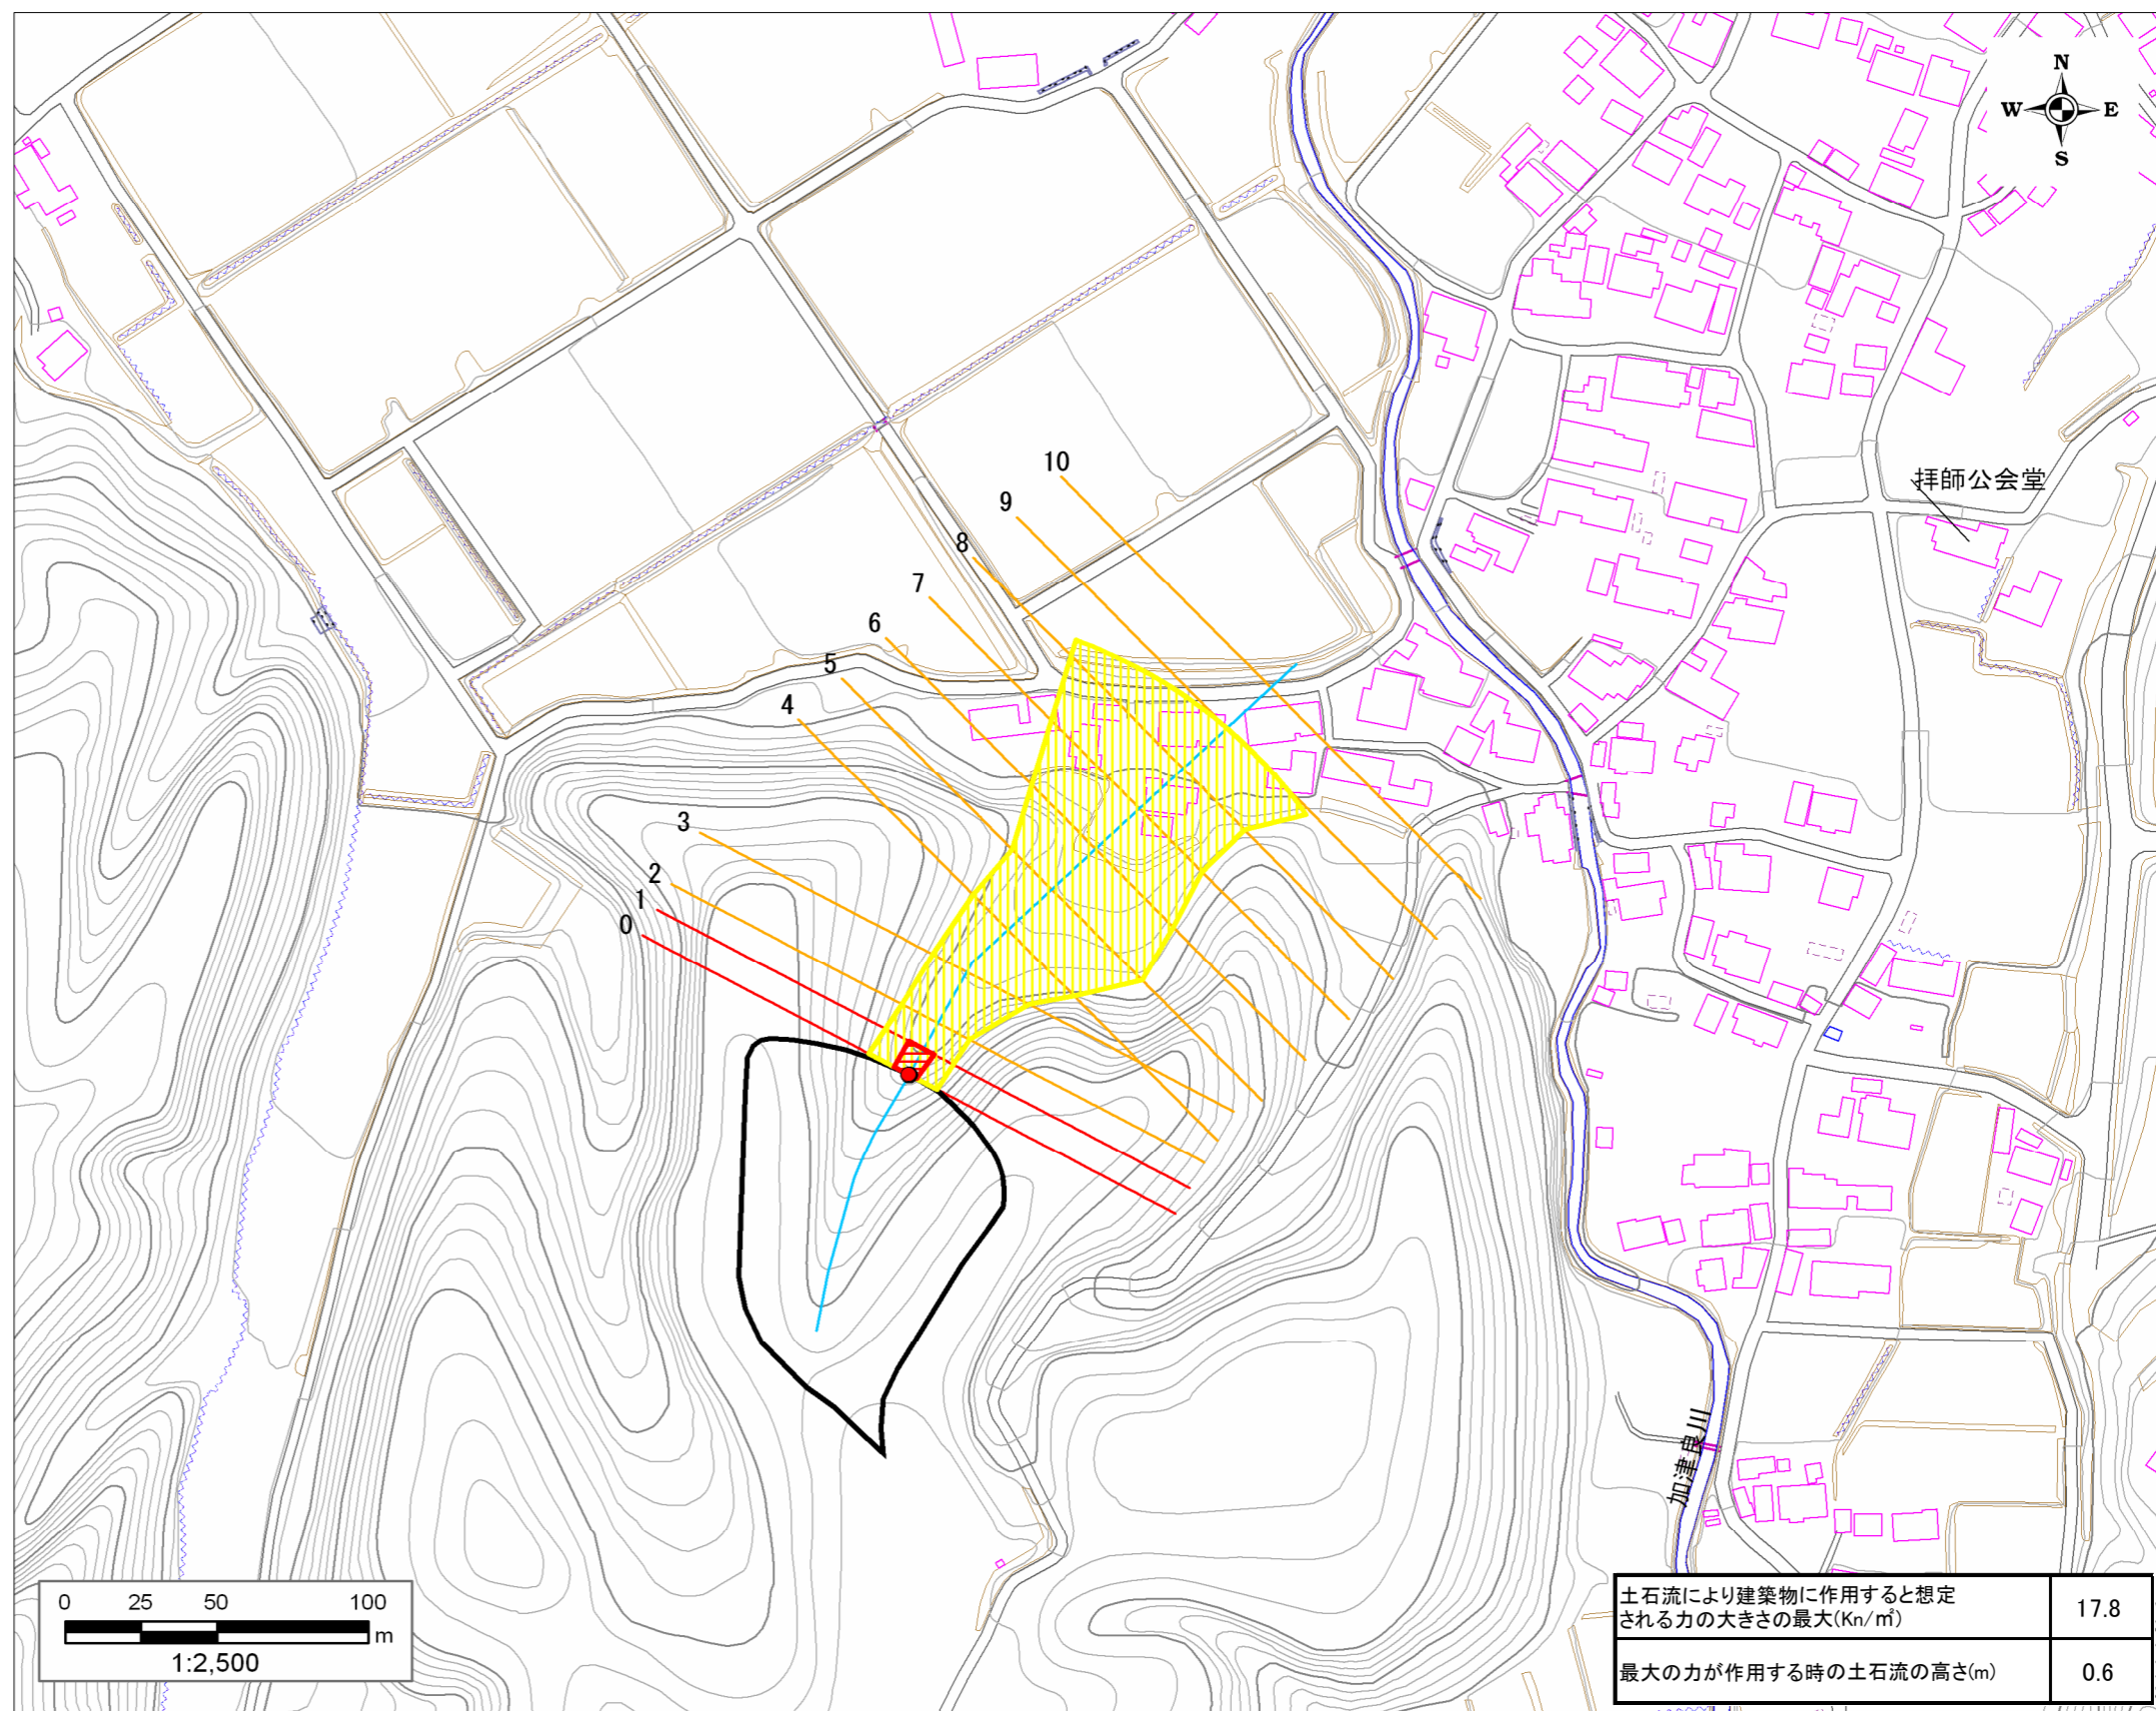 N
W E
S
10
拝師公会堂
9
8
7
6
5
4
3
2
1
0
加津良川
0 25 50 100
m
1:2,500
土石流により建築物に作用すると想定
される力の大きさの最大(Kn/㎡)
17.8
最大の力が作用する時の土石流の高さ(m)
0.6